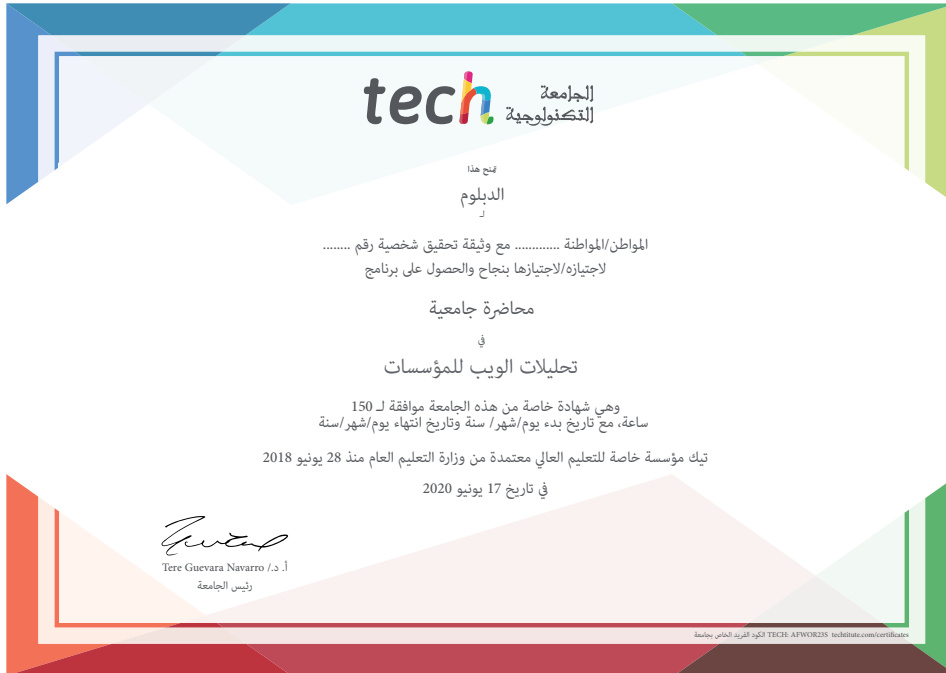 tech
الجامعة
التكنولوجية
تمنح هذا
الدبلوم
لـ
المواطن/المواطنة ............ مع وثيقة تحقيق شخصية رقم ........
لاجتيازه/لاجتيازها بنجاح والحصول على برنامج
محاضرة جامعية
في
تحليلات الويب للمؤسسات
وهي شهادة خاصة من هذه الجامعة موافقة لـ 150
ساعة، مع تاريخ بدء يوم/شهر/ سنة وتاريخ انتهاء يوم/شهر/سنة
تيك مؤسسة خاصة للتعليم العالي معتمدة من وزارة التعليم العام منذ 28 يونيو 2018
في تاريخ 17 يونيو 2020
أ. د./ Tere Guevara Navarro
رئيس الجامعة
الكود الفريد الخاص بجامعة TECH: AFWOR23S techtitute.com/certificates